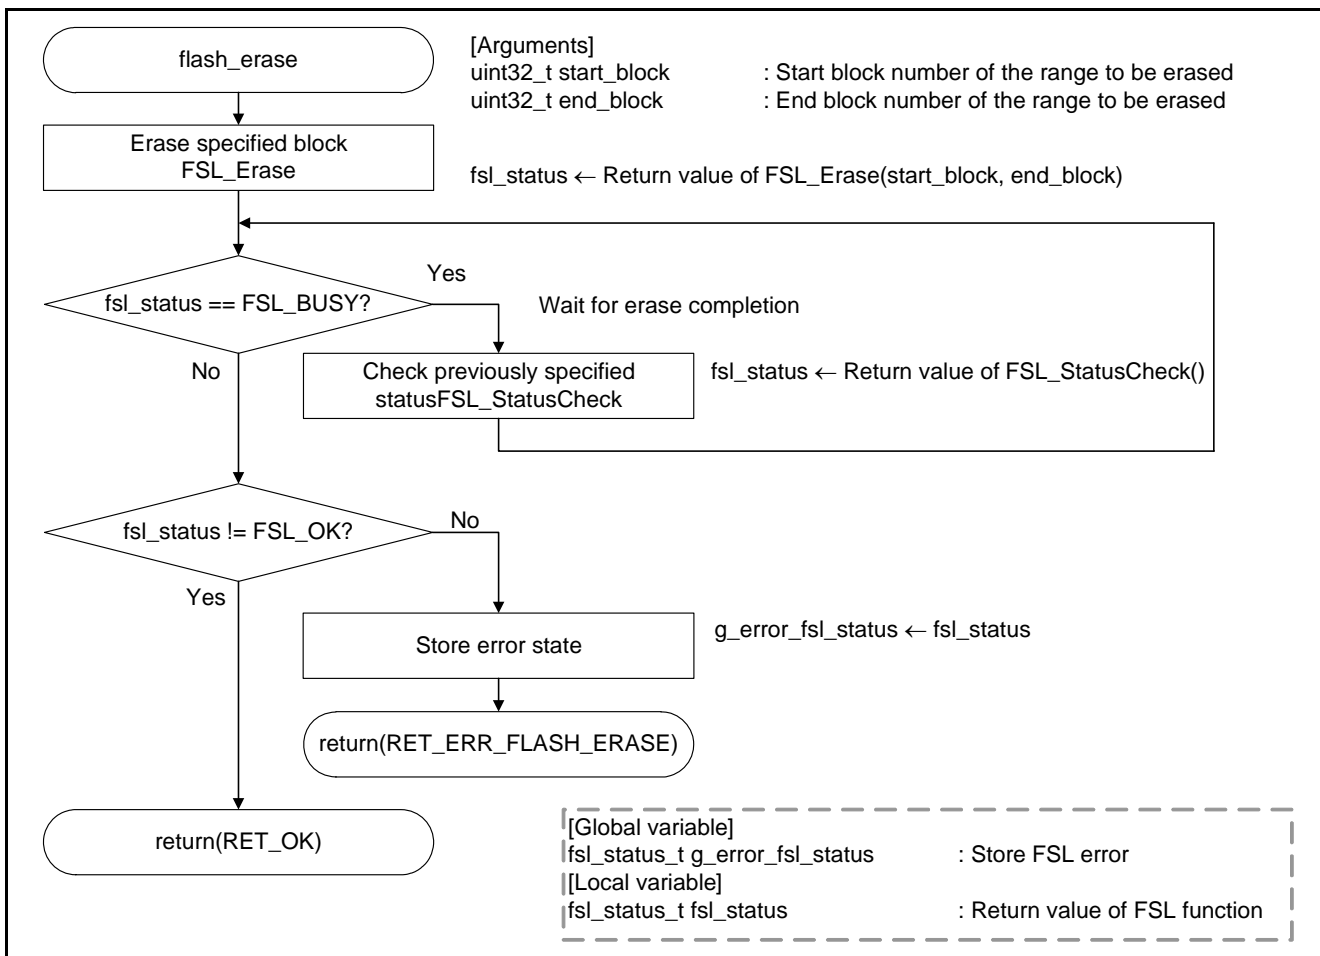 flash_erase
[Arguments]
uint32_t start_block : Start block number of the range to be erased
uint32_t end_block : End block number of the range to be erased
Erase specified block
FSL_Erase
fsl_status ← Return value of FSL_Erase(start_block, end_block)
Yes
fsl_status == FSL_BUSY?
Wait for erase completion
No
Check previously specified
statusFSL_StatusCheck
fsl_status ← Return value of FSL_StatusCheck()
fsl_status != FSL_OK?
No
Yes
Store error state
g_error_fsl_status ← fsl_status
return(RET_ERR_FLASH_ERASE)
return(RET_OK)
[Global variable]
fsl_status_t g_error_fsl_status : Store FSL error
[Local variable]
fsl_status_t fsl_status : Return value of FSL function